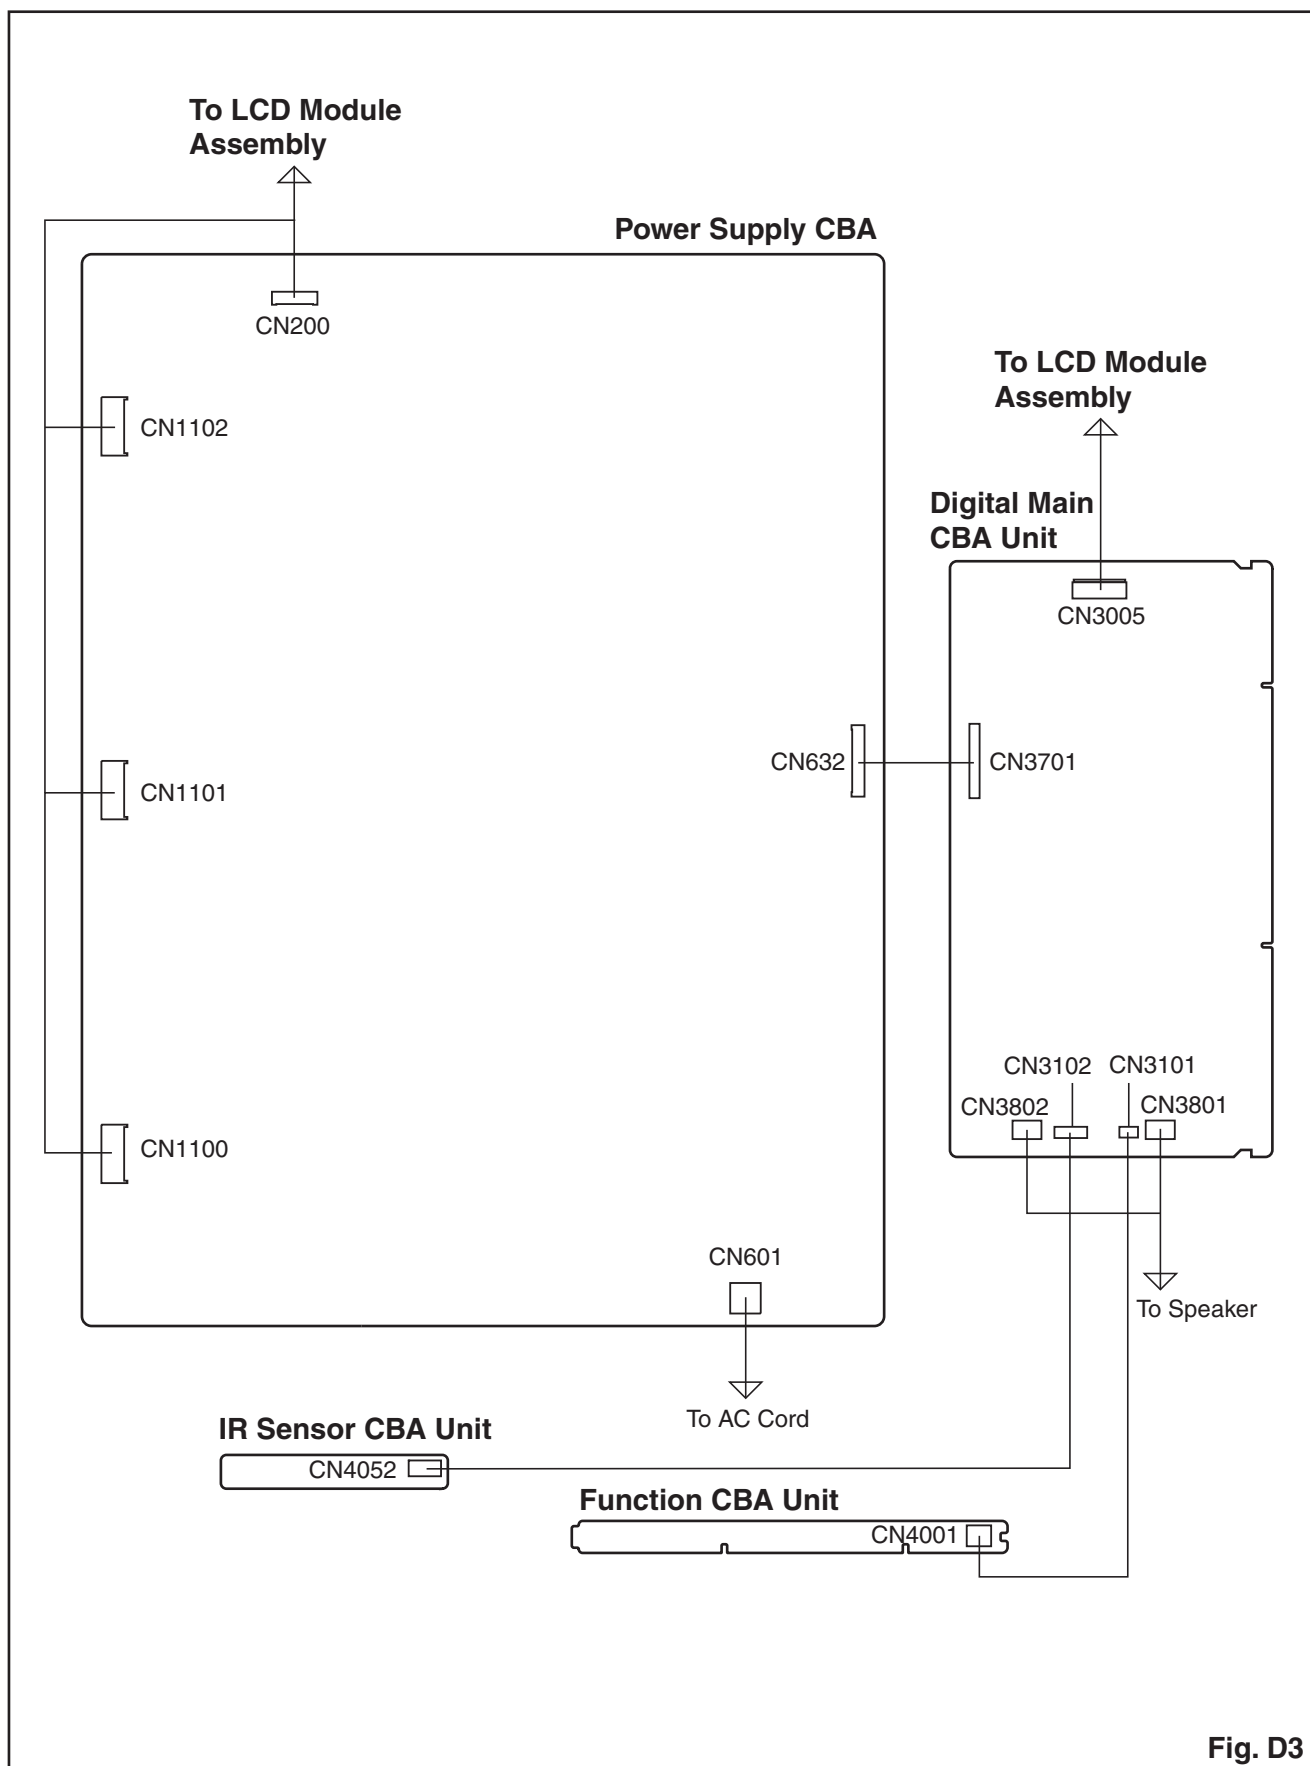 To LCD Module
Assembly
Power Supply CBA
CN200
To LCD Module
Assembly
CN1102
Digital Main
CBA Unit
CN3005
CN632
CN3701
CN1101
CN3102
CN3101
CN3802
CN3801
CN1100
CN601
To Speaker
To AC Cord
IR Sensor CBA Unit
CN4052
Function CBA Unit
CN4001
Fig. D3